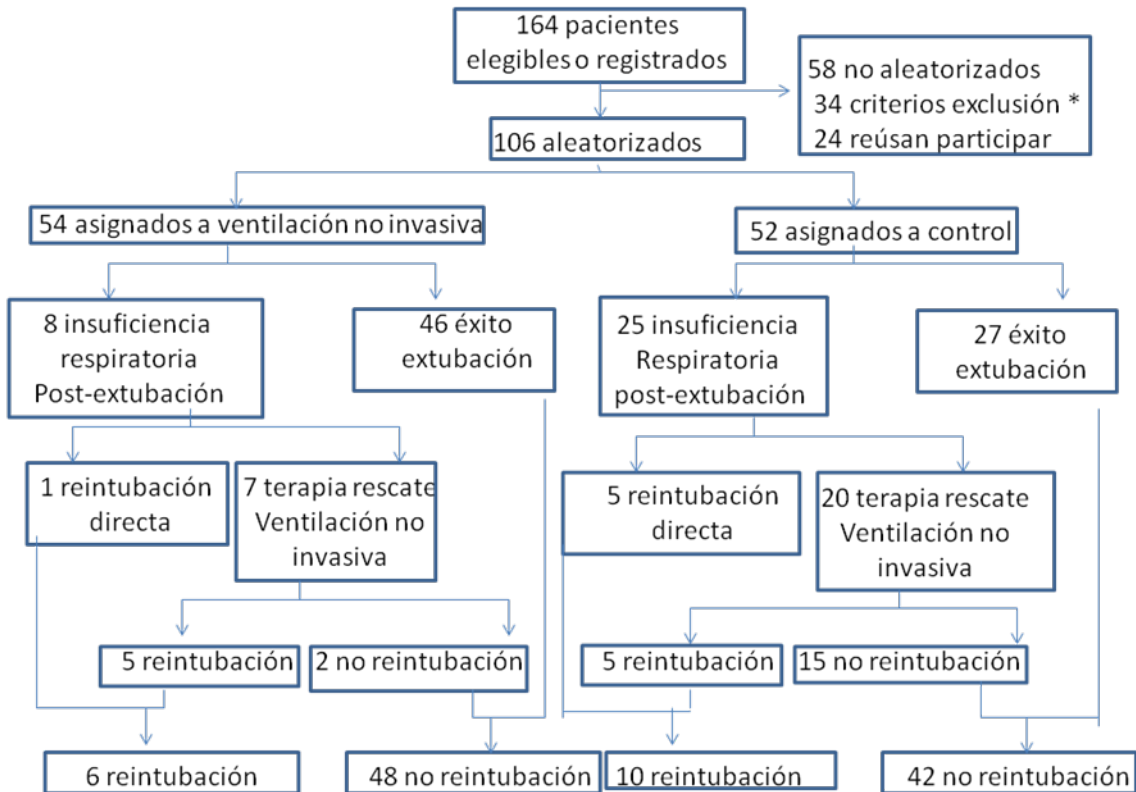 164 pacientes
elegibles o registrados
58 no aleatorizados
34 criterios exclusión *
24 reúsan participar
106 aleatorizados
54 asignados a ventilación no invasiva
52 asignados a control
8 insuficiencia
respiratoria
Post-extubación
46 éxito
extubación
25 insuficiencia
Respiratoria
post-extubación
27 éxito
extubación
1 reintubación
directa
7 terapia rescate
Ventilación no
invasiva
5 reintubación
directa
20 terapia rescate
Ventilación no
invasiva
5 reintubación
2 no reintubación
5 reintubación
15 no reintubación
6 reintubación
48 no reintubación
10 reintubación
42 no reintubación